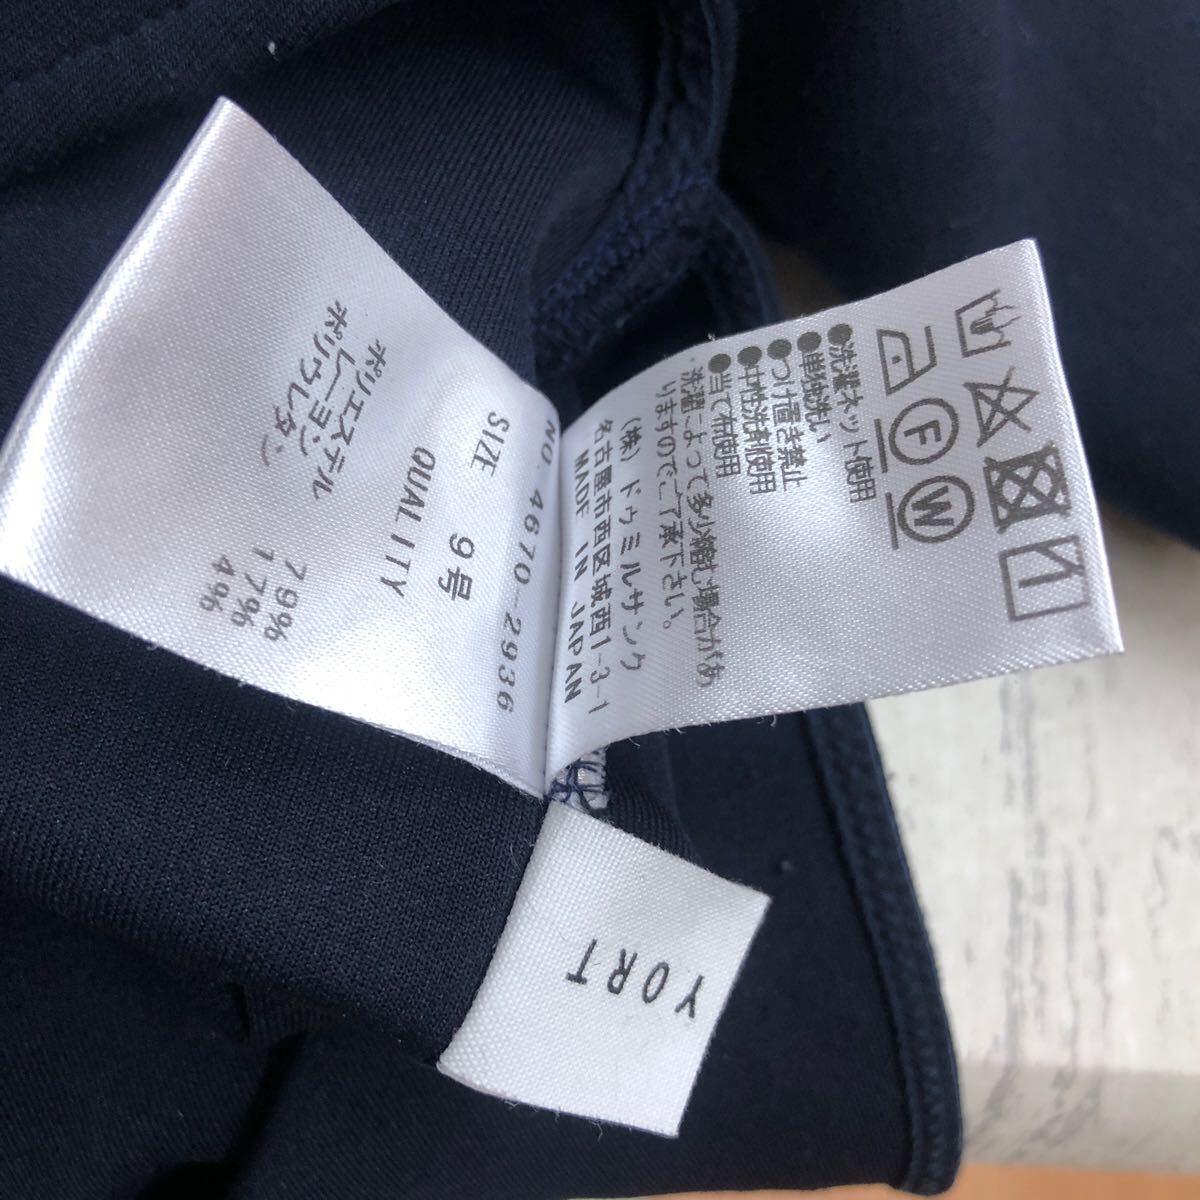 NO. 4670-2936
SIZE 9号
QUALITY
ポリエステル 79%
レーヨン 17%
ポリウレタン 4%
F
W
●洗濯ネット使用
●単独洗い
●つけ置き禁止
●中性洗剤使用
●当て布使用
洗濯によって多少縮む場合があ
りますのでご了承下さい。
(株)ドゥミルサンク
名古屋市西区城西1-3-1
MADE IN JAPAN
YORT